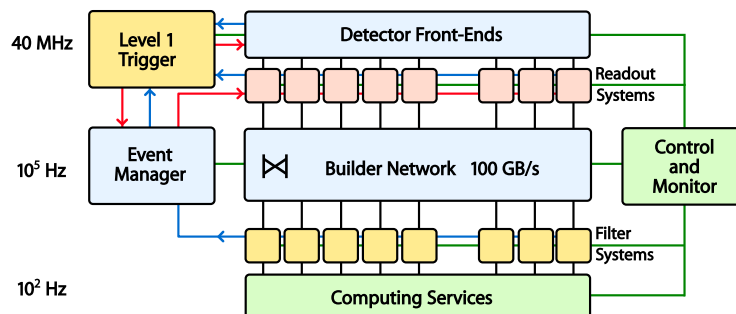 40 MHz
Level 1
Trigger
Detector Front-Ends
Readout
Systems
10⁵ Hz
Event
Manager
Builder Network 100 GB/s
Control
and
Monitor
Filter
Systems
10² Hz
Computing Services